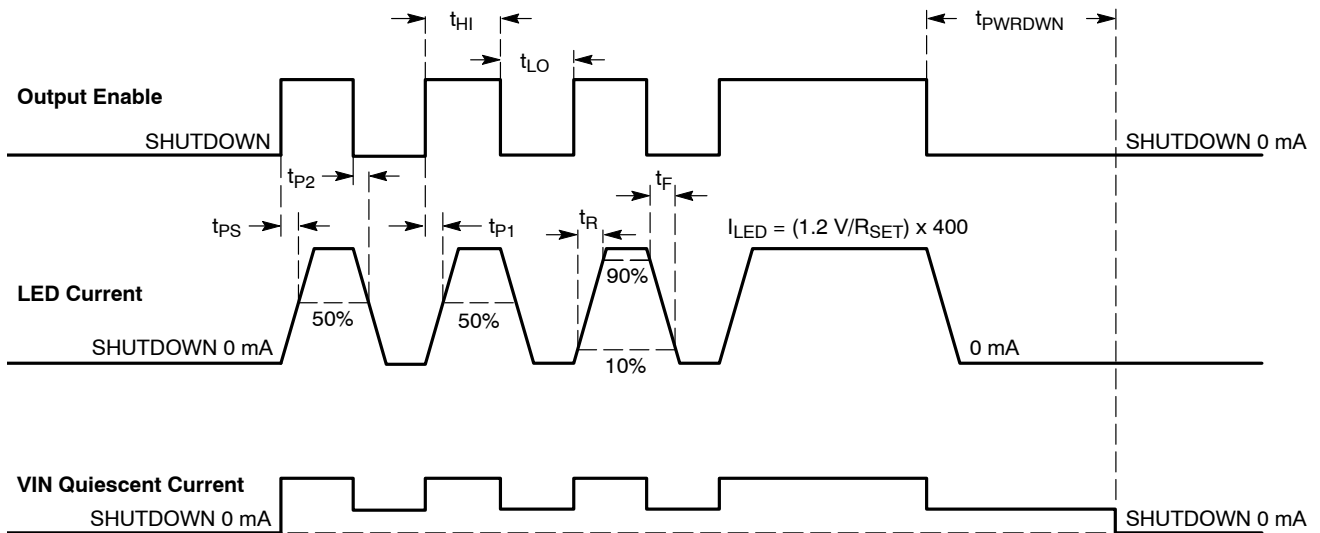 tHI
tPWRDWN
tLO
Output Enable
SHUTDOWN
SHUTDOWN 0 mA
tP2
tF
tPS
tP1
tR
ILED = (1.2 V/RSET) x 400
90%
LED Current
50%
50%
SHUTDOWN 0 mA
0 mA
10%
VIN Quiescent Current
SHUTDOWN 0 mA
SHUTDOWN 0 mA